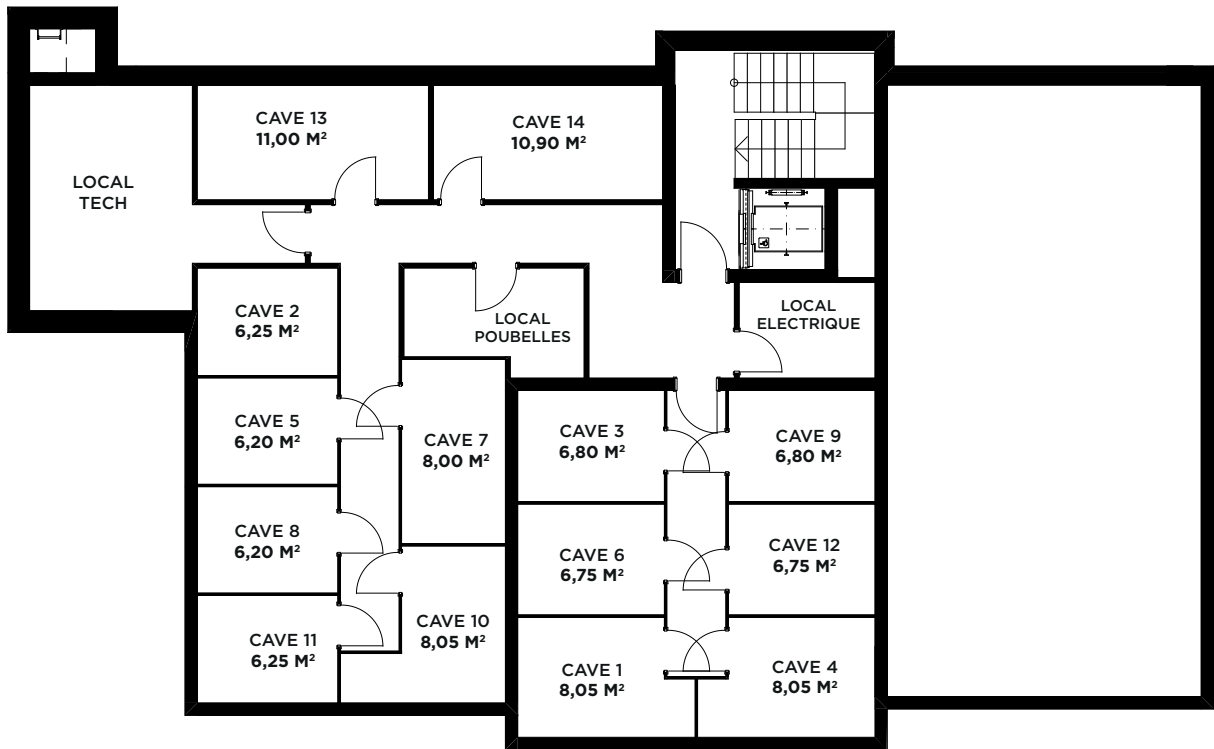 CAVE 13
11,00 M²
CAVE 14
10,90 M²
LOCAL
TECH
CAVE 2
6,25 M²
LOCAL
POUBELLES
LOCAL
ELECTRIQUE
CAVE 5
6,20 M²
CAVE 7
8,00 M²
CAVE 3
6,80 M²
CAVE 9
6,80 M²
CAVE 8
6,20 M²
CAVE 6
6,75 M²
CAVE 12
6,75 M²
CAVE 11
6,25 M²
CAVE 10
8,05 M²
CAVE 1
8,05 M²
CAVE 4
8,05 M²